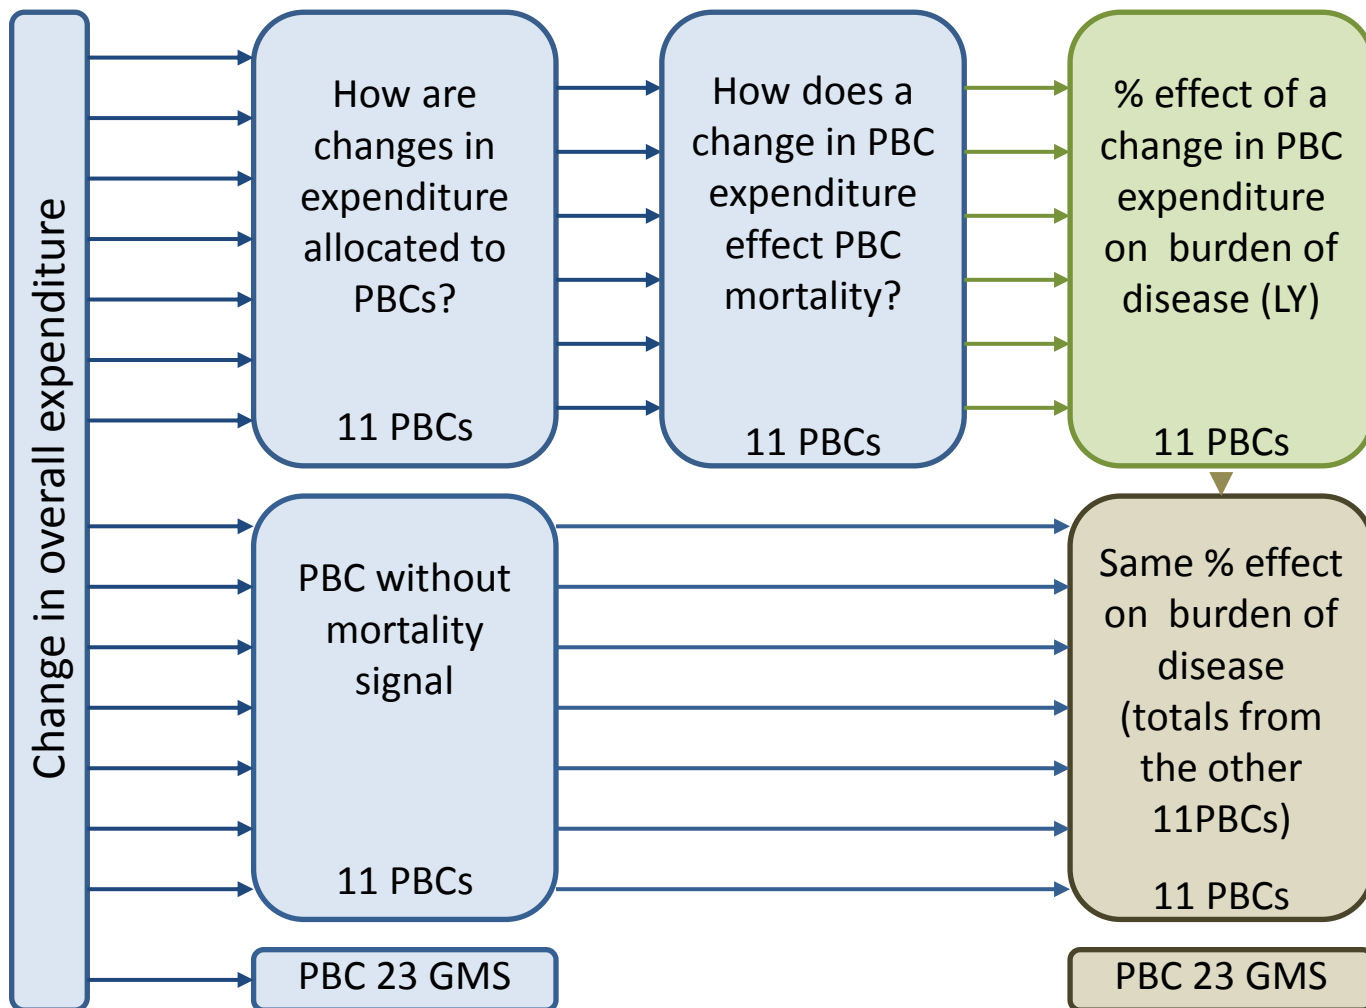 Change in overall expenditure
How are
changes in
expenditure
allocated to
PBCs?
11 PBCs
How does a
change in PBC
expenditure
effect PBC
mortality?
11 PBCs
% effect of a
change in PBC
expenditure
on burden of
disease (LY)
11 PBCs
PBC without
mortality
signal
11 PBCs
Same % effect
on burden of
disease
(totals from
the other
11PBCs)
11 PBCs
PBC 23 GMS
PBC 23 GMS